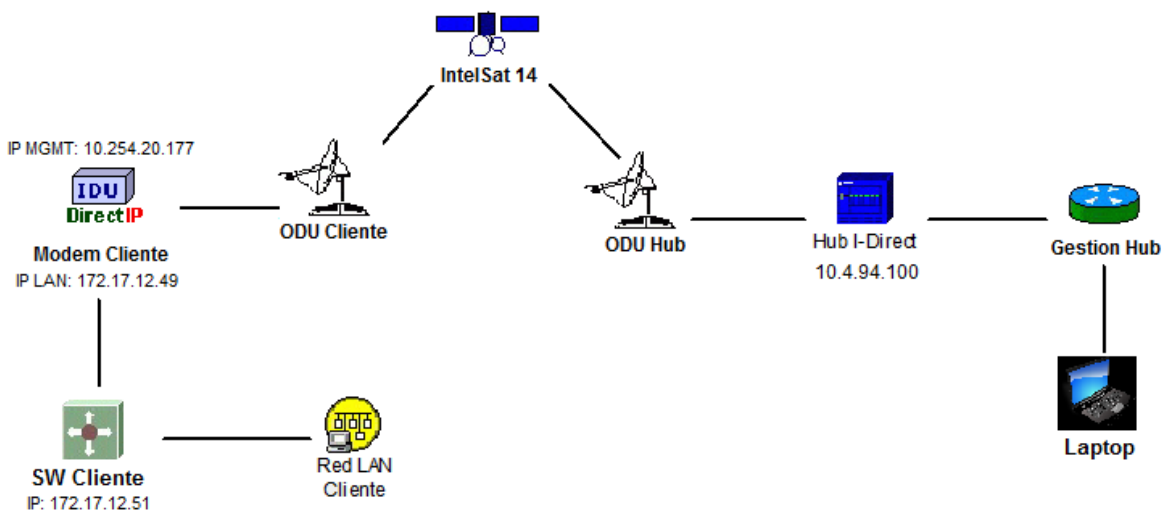 IntelSat 14
IP MGMT: 10.254.20.177
IDU
DirectIP
Modem Cliente
IP LAN: 172.17.12.49
ODU Cliente
ODU Hub
Hub I-Direct
10.4.94.100
Gestion Hub
Laptop
SW Cliente
IP: 172.17.12.51
Red LAN
Cliente